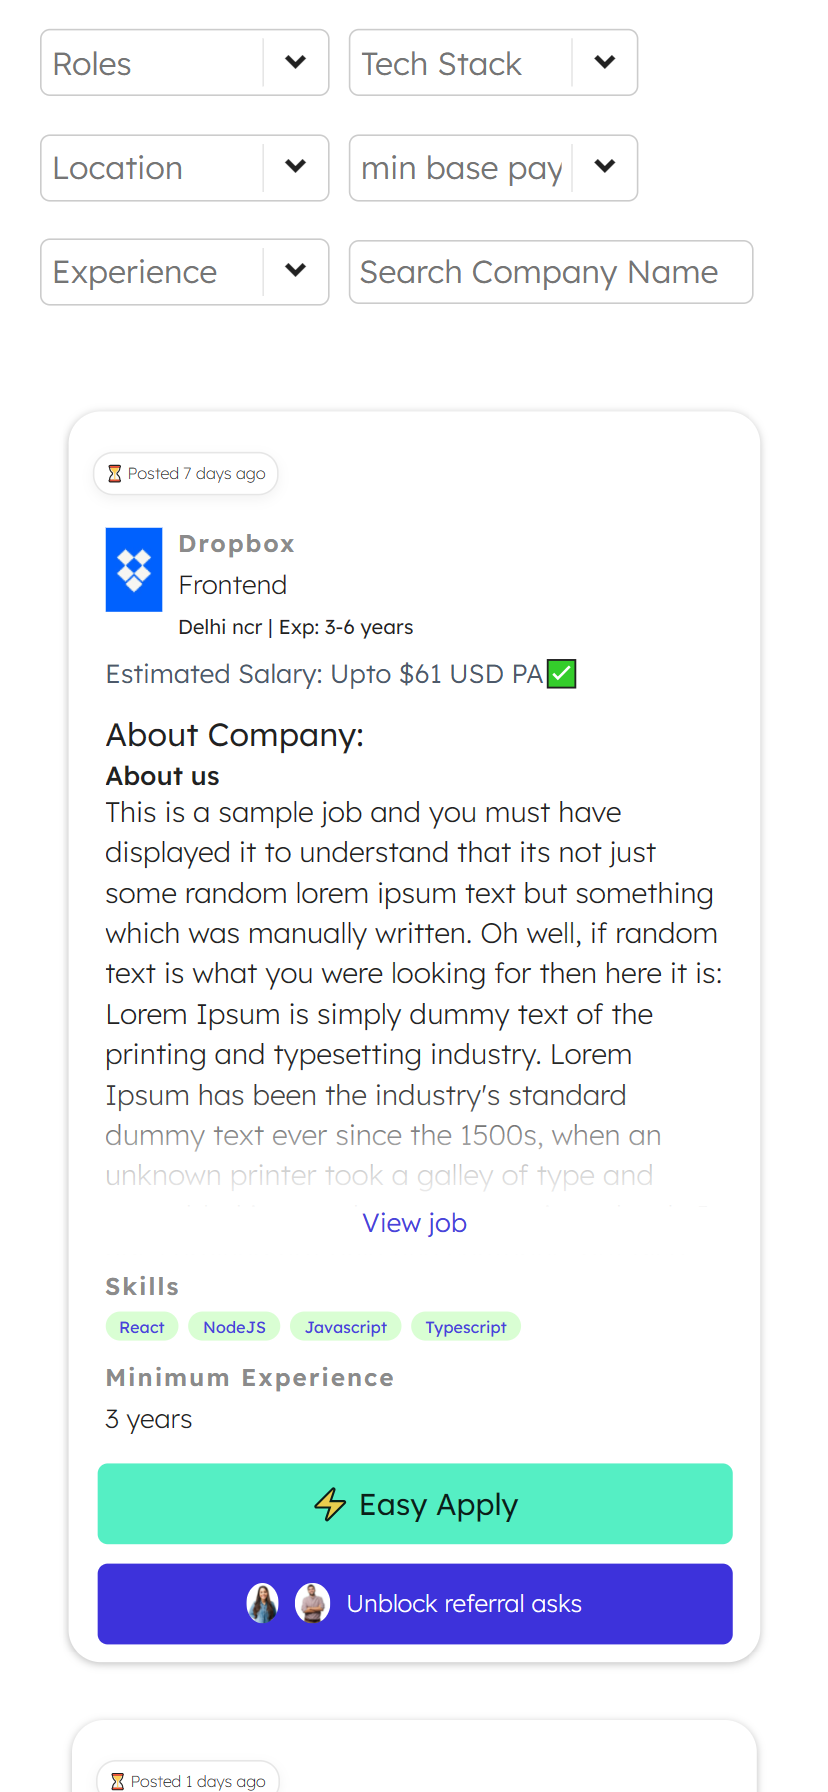 Roles
Tech Stack
Location
min base pay
Experience
Search Company Name
Posted 7 days ago
Dropbox
Frontend
Delhi ncr | Exp: 3-6 years
Estimated Salary: Upto $61 USD PA
About Company:
About us
This is a sample job and you must have
displayed it to understand that its not just
some random lorem ipsum text but something
which was manually written. Oh well, if random
text is what you were looking for then here it is:
Lorem Ipsum is simply dummy text of the
printing and typesetting industry. Lorem
Ipsum has been the industry's standard
dummy text ever since the 1500s, when an
unknown printer took a galley of type and
View job
Skills
React
NodeJS
Javascript
Typescript
Minimum Experience
3 years
Easy Apply
Unblock referral asks
Posted 1 days ago